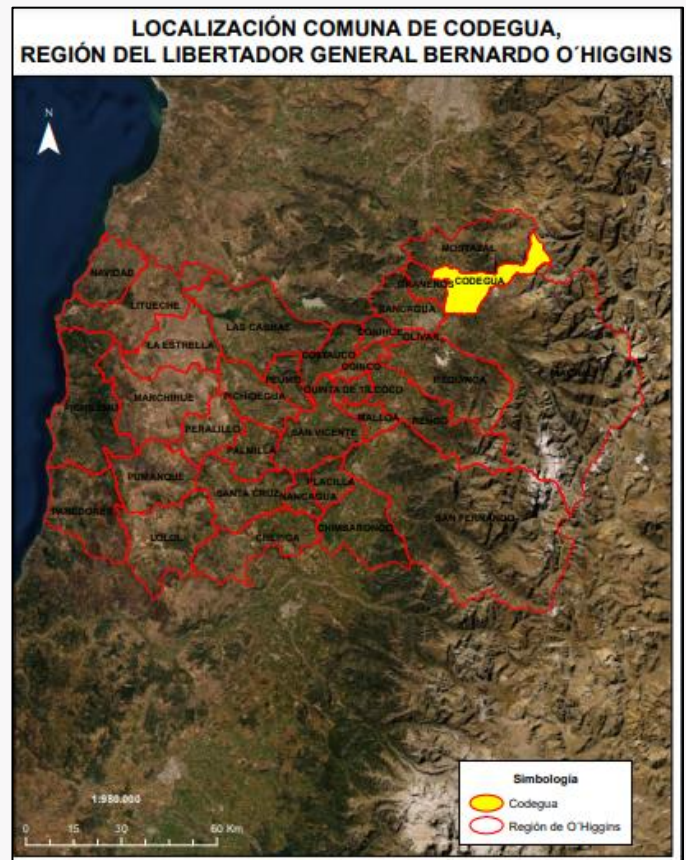 LOCALIZACIÓN COMUNA DE CODEGUA,
REGIÓN DEL LIBERTADOR GENERAL BERNARDO O´HIGGINS
N
MOSTAZAL
NAVIDAD
GRANEROS
CODEGUA
LITUECHE
RANCAGUA
LAS CABRAS
DOÑIHUE
OLIVAR
LA ESTRELLA
COLTAUCO
COINCO
PEUMO
REQUINOA
PICHILEMU
MARCHIHUE
PICHIDEGUA
QUINTA DE TILCOCO
MALLOA
RENGO
PERALILLO
SAN VICENTE
PALMILLA
PUMANQUE
PLACILLA
SANTA CRUZ
NANCAGUA
PAREDONES
SAN FERNANDO
CHIMBARONGO
LOLOL
CHEPICA
1:950.000
0 15 30 60 Km
Simbología
Codegua
Región de O´Higgins